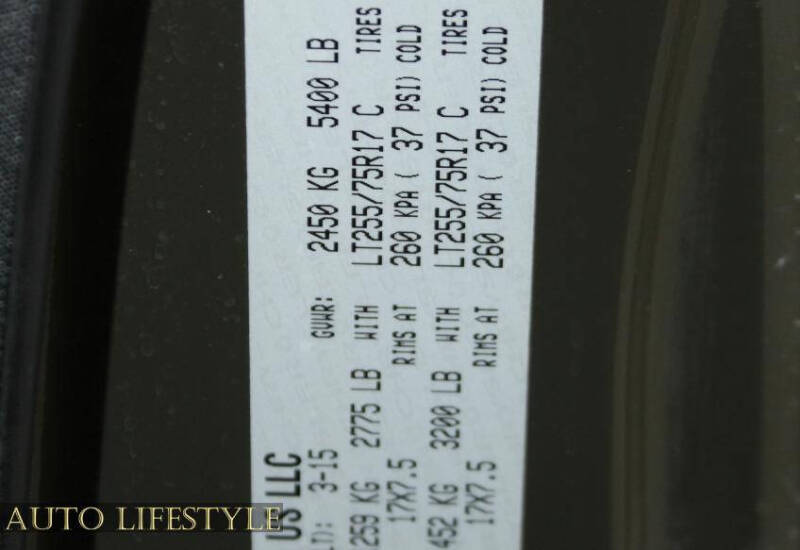 US LLC
3-15 GVWR: 2450 KG 5400 LB
259 KG 2775 LB WITH LT255/75R17 C TIRES
17X7.5 RIMS AT 260 KPA ( 37 PSI) COLD
452 KG 3200 LB WITH LT255/75R17 C TIRES
17X7.5 RIMS AT 260 KPA ( 37 PSI) COLD
AUTO LIFESTYLE